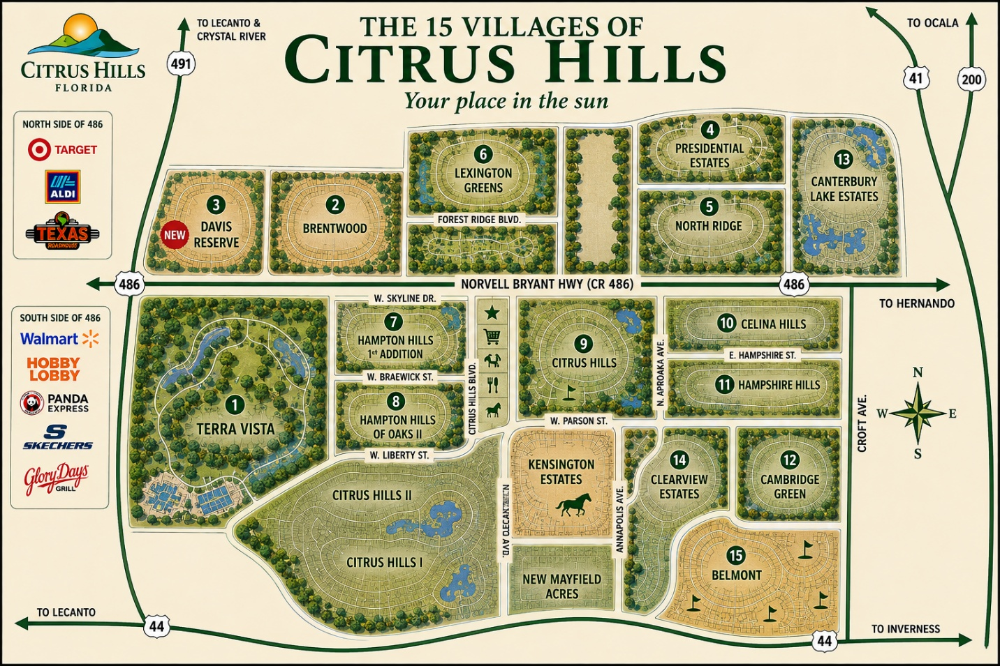 CITRUS HILLS
FLORIDA
TO LECANTO &
CRYSTAL RIVER
491
THE 15 VILLAGES OF
CITRUS HILLS
Your place in the sun
TO OCALA
41
200
NORTH SIDE OF 486
TARGET
ALDI
TEXAS
ROADHOUSE
3
DAVIS
RESERVE
NEW
2
BRENTWOOD
6
LEXINGTON
GREENS
FOREST RIDGE BLVD.
4
PRESIDENTIAL
ESTATES
5
NORTH RIDGE
13
CANTERBURY
LAKE ESTATES
486
NORVELL BRYANT HWY (CR 486)
486
TO HERNANDO
SOUTH SIDE OF 486
Walmart
HOBBY
LOBBY
PANDA
EXPRESS
S
SKECHERS
Glory Days
GRILL
1
TERRA VISTA
W. SKYLINE DR.
7
HAMPTON HILLS
1st ADDITION
W. BRAEWICK ST.
8
HAMPTON HILLS
OF OAKS II
W. LIBERTY ST.
CITRUS HILLS BLVD.
9
CITRUS HILLS
N. APROAKA AVE.
10 CELINA HILLS
E. HAMPSHIRE ST.
11 HAMPSHIRE HILLS
W. PARSON ST.
CROFT AVE.
N
W
E
S
CITRUS HILLS II
CITRUS HILLS I
KENSINGTON
ESTATES
ANNAPOLIS AVE.
NEW MAYFIELD
ACRES
14
CLEARVIEW
ESTATES
12
CAMBRIDGE
GREEN
15
BELMONT
TO LECANTO
44
44
TO INVERNESS